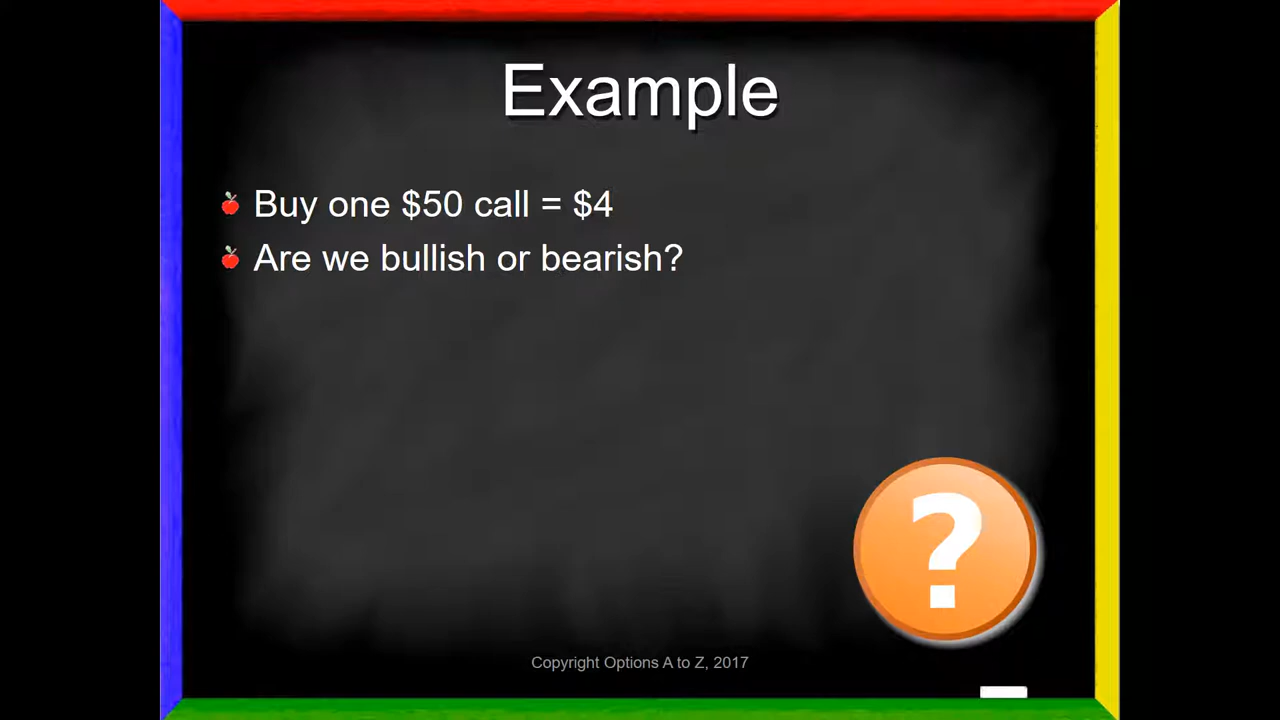 Example
Buy one $50 call = $4
Are we bullish or bearish?
?
Copyright Options A to Z, 2017